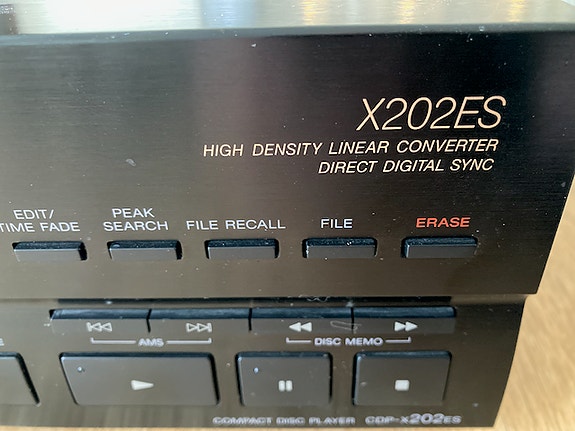 X202ES
HIGH DENSITY LINEAR CONVERTER
DIRECT DIGITAL SYNC
EDIT/
TIME FADE
PEAK
SEARCH
FILE RECALL
FILE
ERASE
AMS
DISC MEMO
COMPACT DISC PLAYER CDP-X202ES